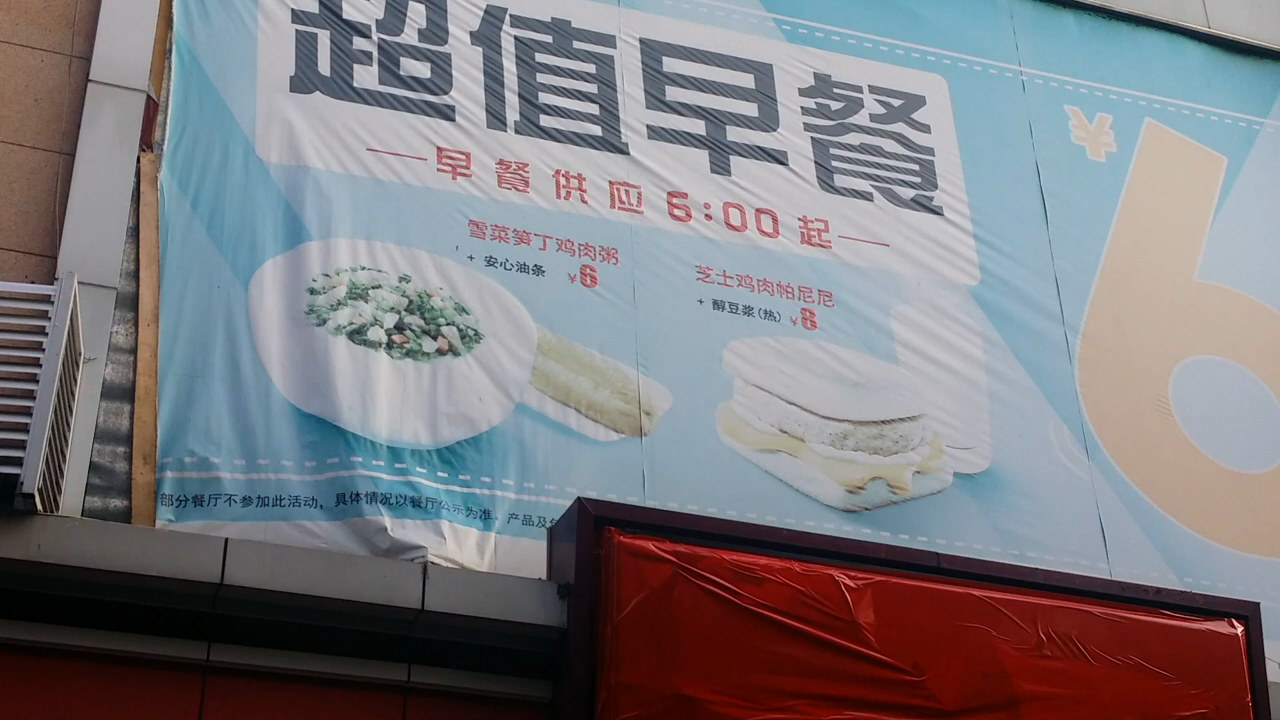 超值早餐
早餐供应 6:00 起
雪菜笋丁鸡肉粥
+ 安心油条 ¥6
芝士鸡肉帕尼尼
+ 醇豆浆(热) ¥8
¥6
部分餐厅不参加此活动，具体情况以餐厅公示为准。产品及